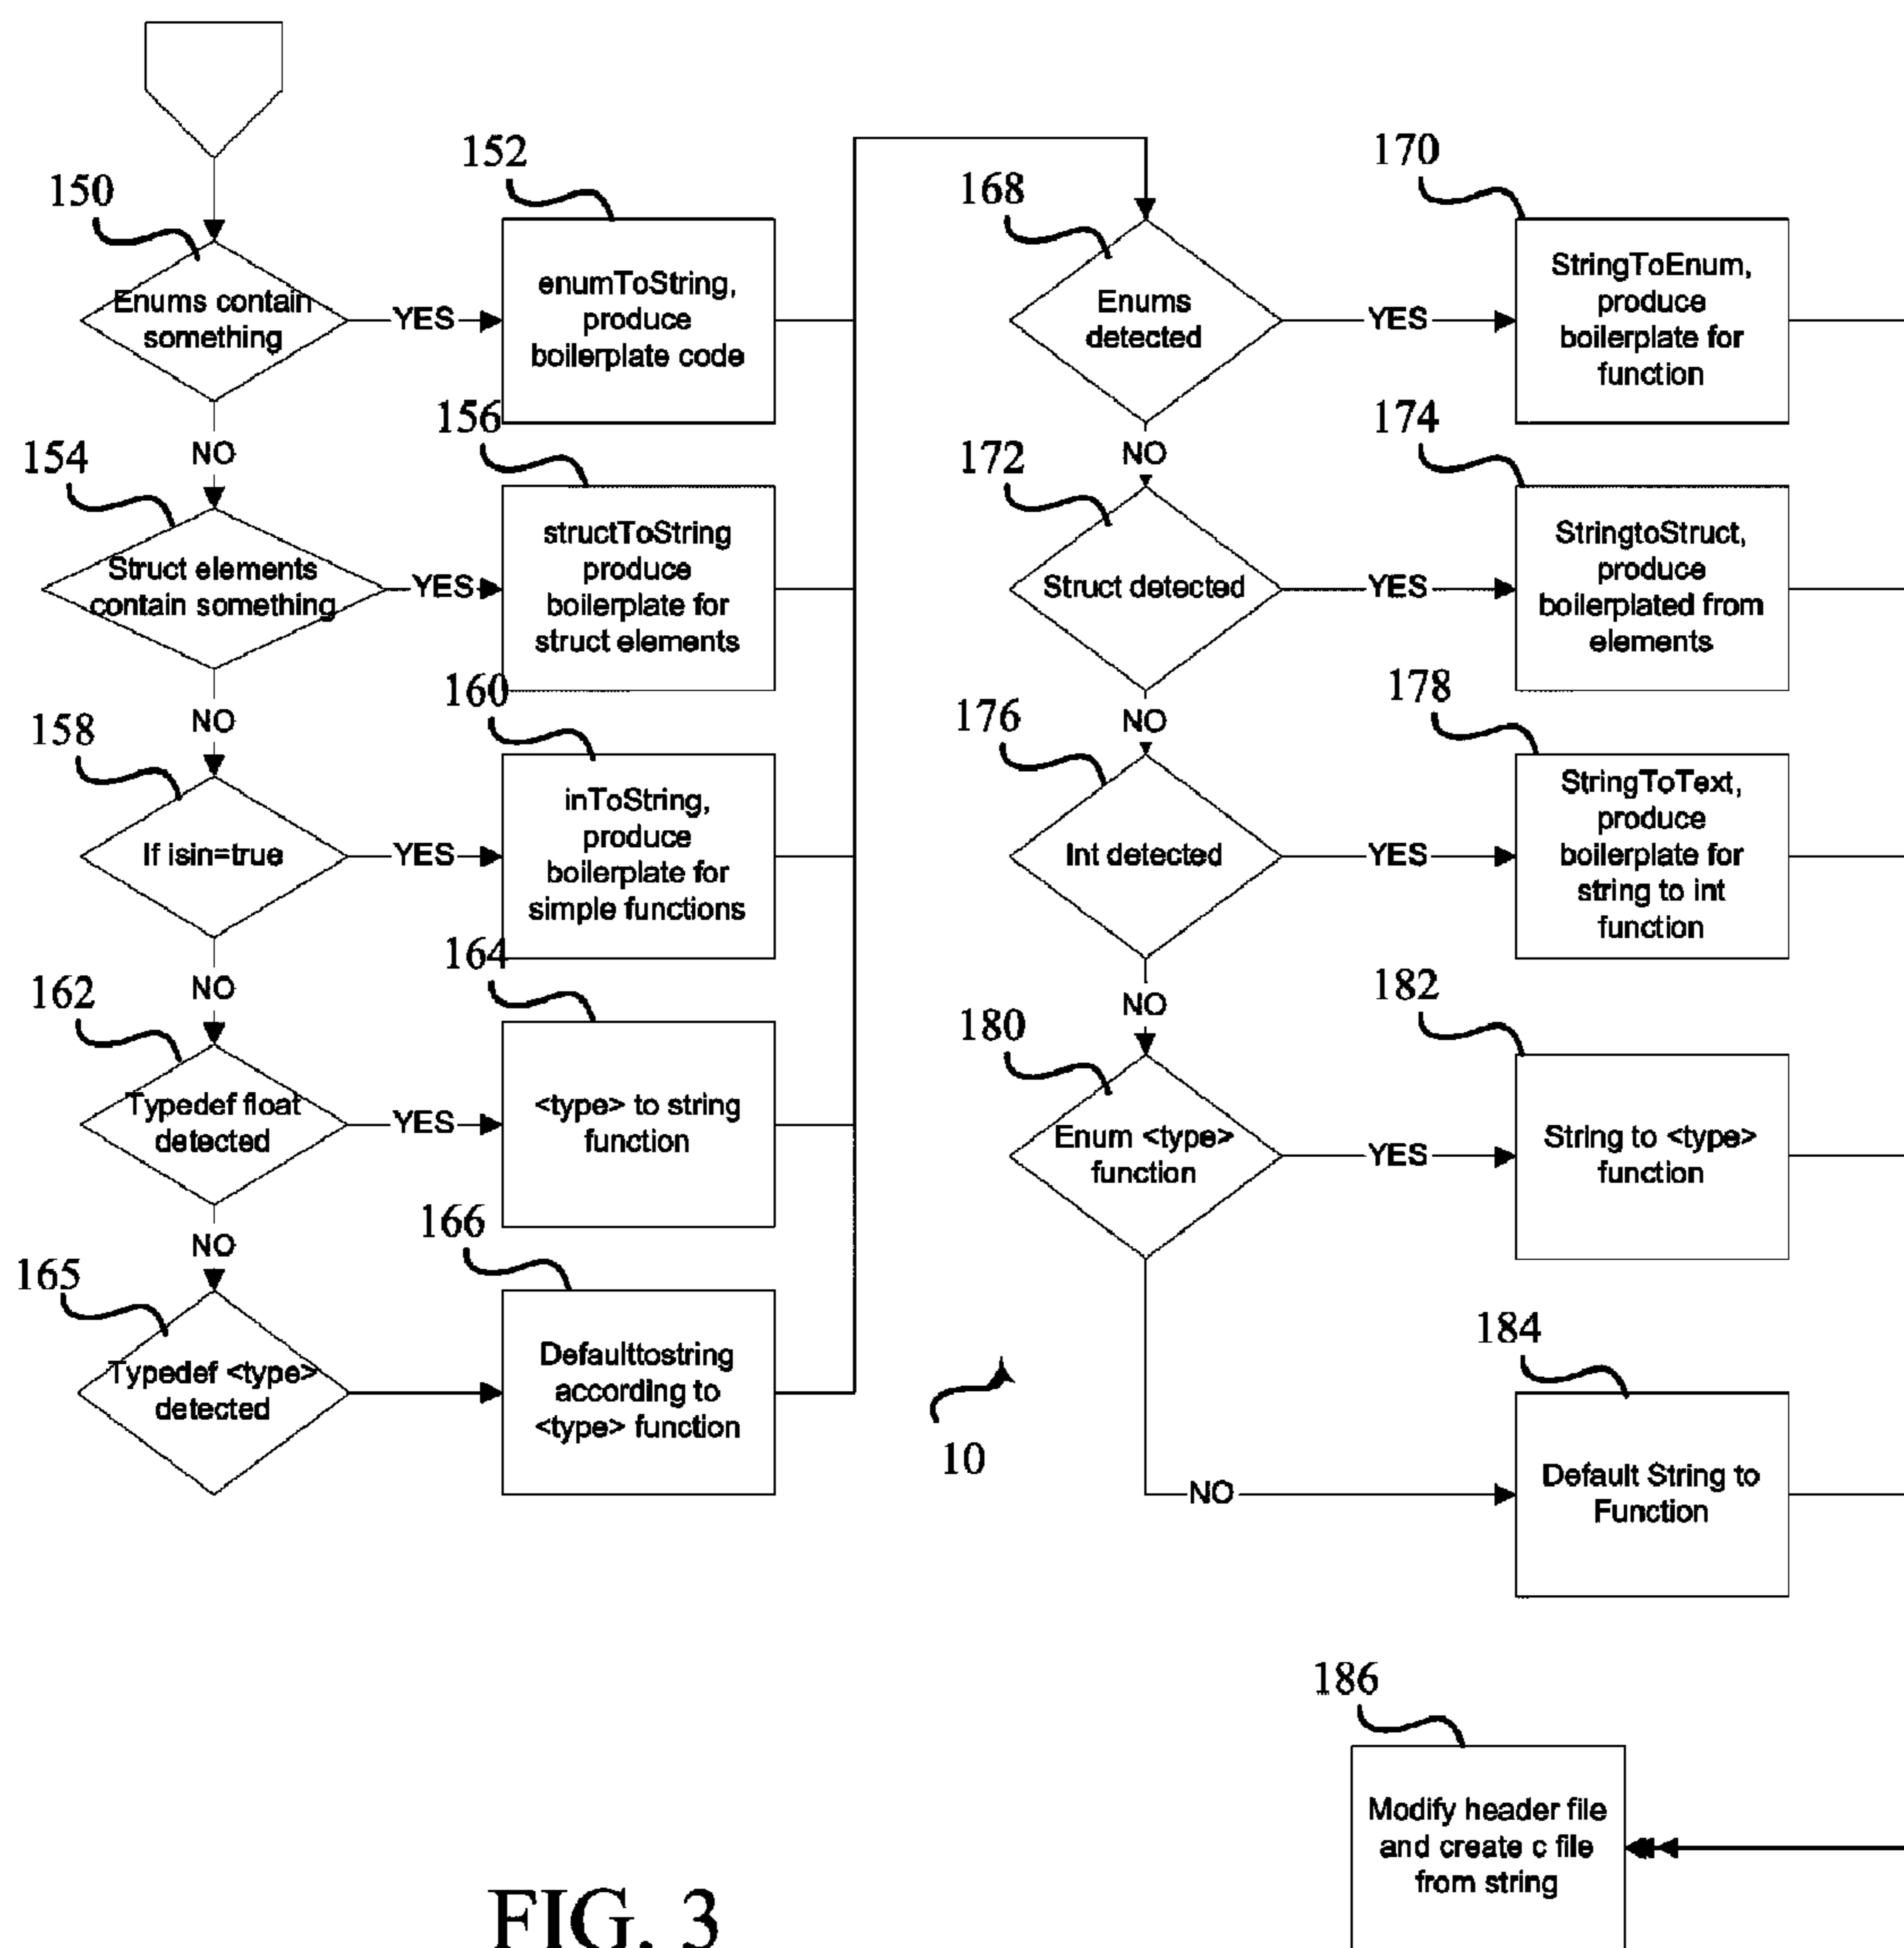 150
Enums contain
something
YES
152
enumToString,
produce
boilerplate code
NO
154
Struct elements
contain something
YES
156
structToString
produce
boilerplate for
struct elements
NO
158
If isin=true
YES
160
inToString,
produce
boilerplate for
simple functions
NO
162
Typedef float
detected
YES
164
<type> to string
function
NO
165
Typedef <type>
detected
166
Defaulttostring
according to
<type> function
168
Enums
detected
YES
170
StringToEnum,
produce
boilerplate for
function
NO
172
Struct detected
YES
174
StringtoStruct,
produce
boilerplated from
elements
NO
176
Int detected
YES
178
StringToText,
produce
boilerplate for
string to int
function
NO
180
Enum <type>
function
YES
182
String to <type>
function
NO
184
Default String to
Function
10
186
Modify header file
and create c file
from string
FIG. 3